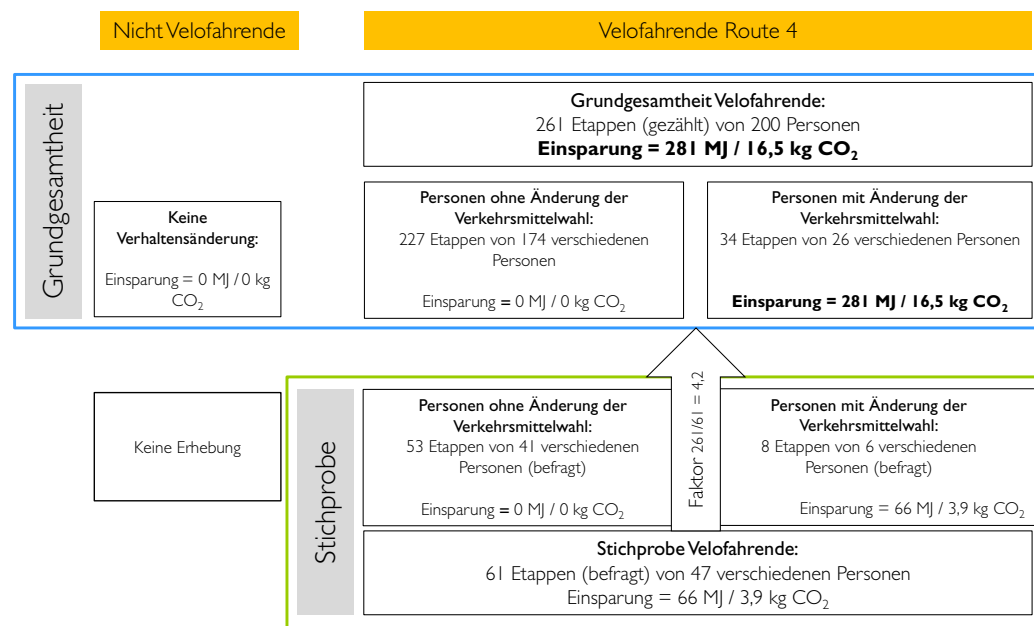 Nicht Velofahrende
Velofahrende Route 4
Grundgesamtheit
Grundgesamtheit Velofahrende:
261 Etappen (gezählt) von 200 Personen
Einsparung = 281 MJ / 16,5 kg CO₂
Keine
Verhaltensänderung:
Einsparung = 0 MJ / 0 kg
CO₂
Personen ohne Änderung der
Verkehrsmittelwahl:
227 Etappen von 174 verschiedenen
Personen
Einsparung = 0 MJ / 0 kg CO₂
Personen mit Änderung der
Verkehrsmittelwahl:
34 Etappen von 26 verschiedenen Personen
Einsparung = 281 MJ / 16,5 kg CO₂
Faktor 261/61 = 4,2
Keine Erhebung
Stichprobe
Personen ohne Änderung der
Verkehrsmittelwahl:
53 Etappen von 41 verschiedenen
Personen (befragt)
Einsparung = 0 MJ / 0 kg CO₂
Personen mit Änderung der
Verkehrsmittelwahl:
8 Etappen von 6 verschiedenen
Personen (befragt)
Einsparung = 66 MJ / 3,9 kg CO₂
Stichprobe Velofahrende:
61 Etappen (befragt) von 47 verschiedenen Personen
Einsparung = 66 MJ / 3,9 kg CO₂